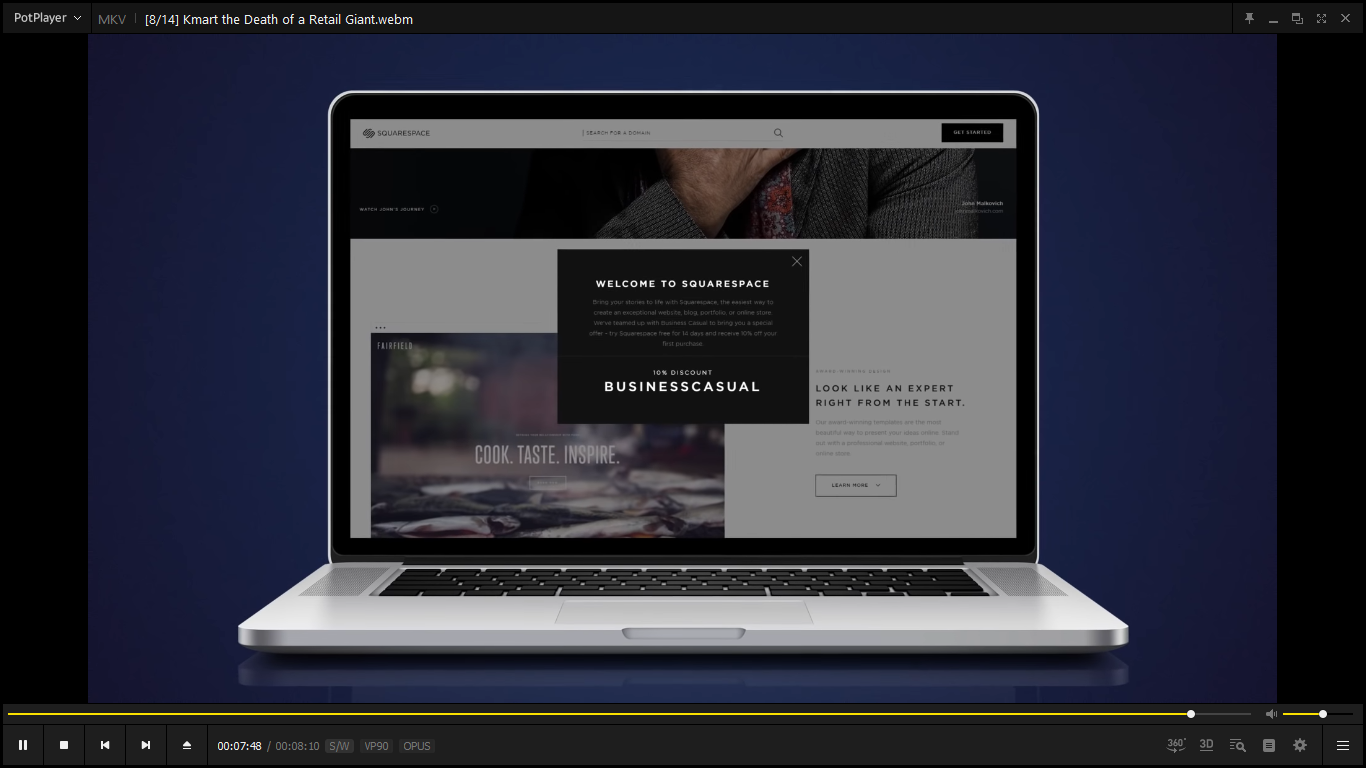 PotPlayer
MKV
[8/14] Kmart the Death of a Retail Giant.webm
SQUARESPACE
SEARCH FOR A DOMAIN
GET STARTED
WATCH JOHN'S JOURNEY
John Malkovich
WELCOME TO SQUARESPACE
Bring your stories to life with Squarespace, the easiest way to
create an exceptional website, blog, portfolio, or online store.
We've teamed up with Business Casual to bring you a special
offer - try Squarespace free for 14 days and receive 10% off your
first purchase.
10% DISCOUNT
BUSINESSCASUAL
FAIRFIELD
COOK. TASTE. INSPIRE.
AWARD-WINNING DESIGN
LOOK LIKE AN EXPERT
RIGHT FROM THE START.
Our award-winning templates are the most
beautiful way to present your ideas online. Stand
out with a professional website, portfolio, or
online store.
LEARN MORE
00:07:48 / 00:08:10 S/W VP90 OPUS
360°
3D